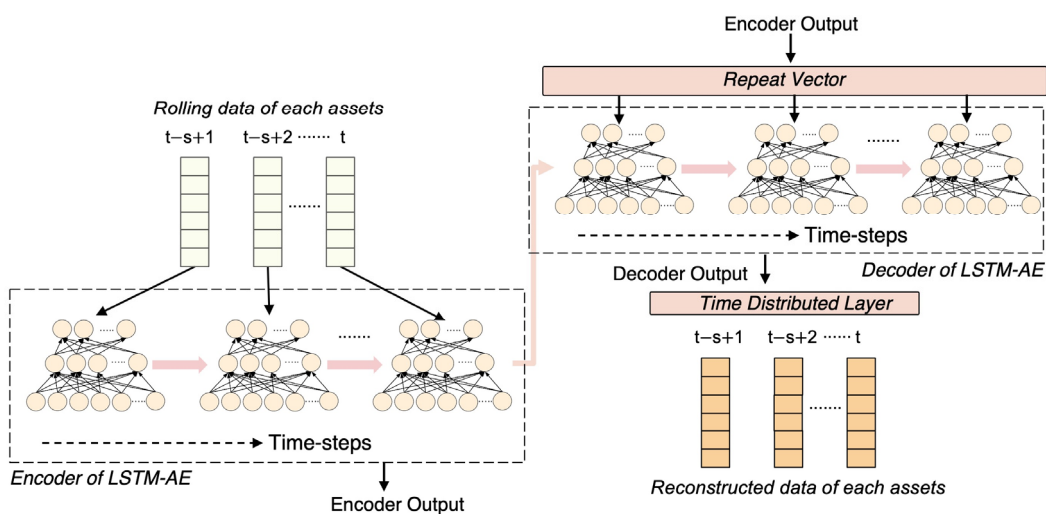 Rolling data of each assets
t−s+1 t−s+2 ······· t
·······
·······
Time-steps
Encoder of LSTM-AE
Encoder Output
Encoder Output
Repeat Vector
·······
Time-steps
Decoder of LSTM-AE
Decoder Output
Time Distributed Layer
t−s+1 t−s+2 ······ t
·······
Reconstructed data of each assets